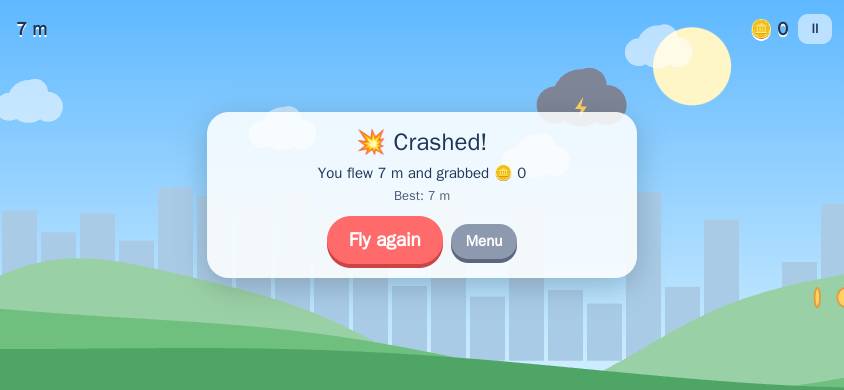 7 m
🪙 0
💥 Crashed!
You flew 7 m and grabbed 🪙 0
Best: 7 m
Fly again
Menu